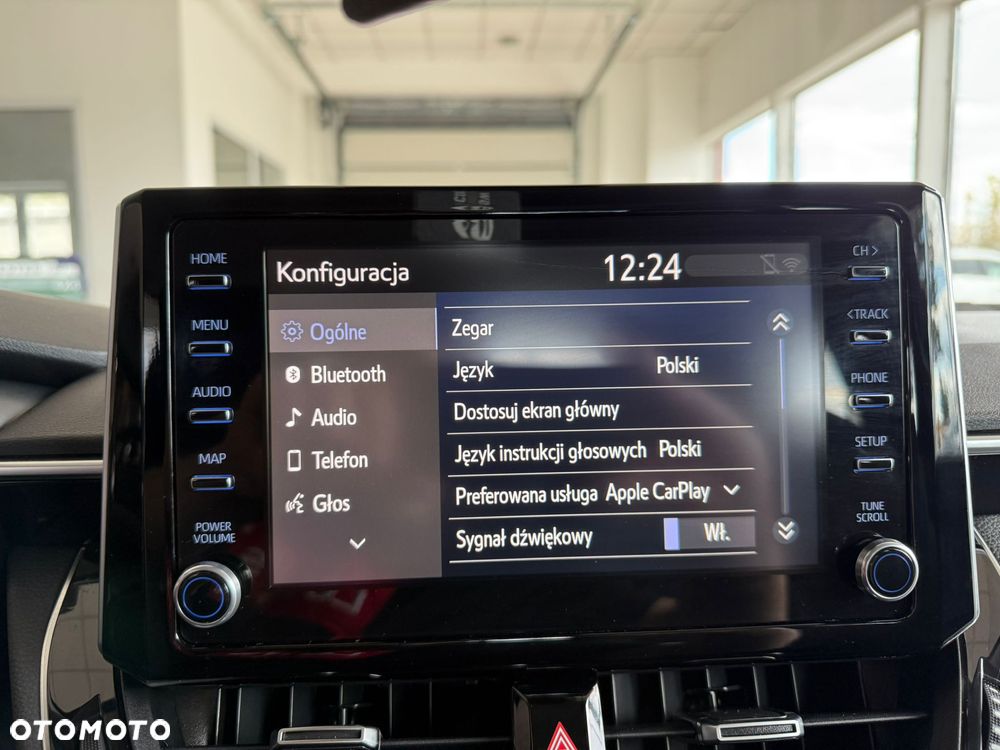 HOME
MENU
AUDIO
MAP
POWER
VOLUME
Konfiguracja
12:24
Ogólne
Bluetooth
Audio
Telefon
Głos
Zegar
Język Polski
Dostosuj ekran główny
Język instrukcji głosowych Polski
Preferowana usługa Apple CarPlay
Sygnał dźwiękowy Wł.
CH >
< TRACK
PHONE
SETUP
TUNE
SCROLL
OTOMOTO